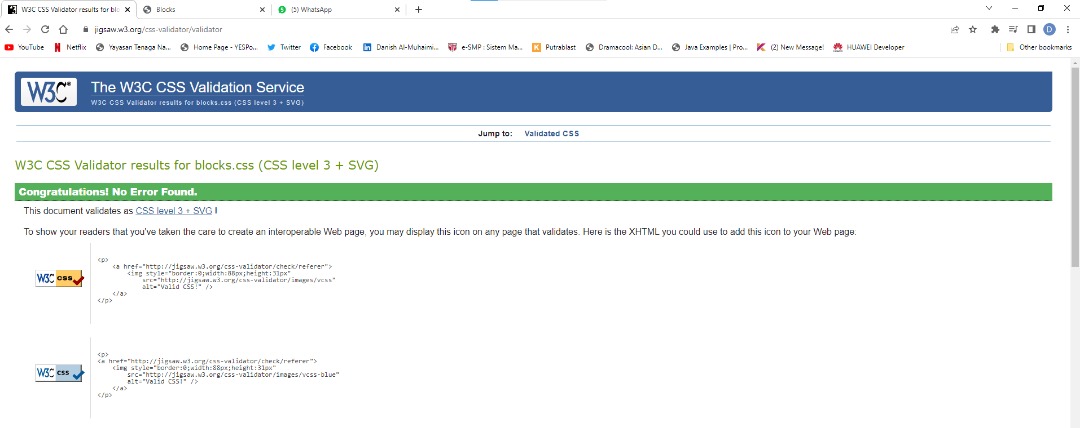 W3C CSS Validator results for blo
Blocks
(5) WhatsApp
jigsaw.w3.org/css-validator/validator
D
YouTube
Netflix
Yayasan Tenaga Na...
Home Page - YESPo...
Twitter
Facebook
Danish Al-Muhaimi...
e-SMP : Sistem Ma...
Putrablast
Dramacool: Asian D...
Java Examples | Pro...
(2) New Message!
HUAWEI Developer
Other bookmarks
W3C
The W3C CSS Validation Service
W3C CSS Validator results for blocks.css (CSS level 3 + SVG)
Jump to: Validated CSS
W3C CSS Validator results for blocks.css (CSS level 3 + SVG)
Congratulations! No Error Found.
This document validates as CSS level 3 + SVG !
To show your readers that you've taken the care to create an interoperable Web page, you may display this icon on any page that validates. Here is the XHTML you could use to add this icon to your Web page:
W3C css
<p>
<a href="http://jigsaw.w3.org/css-validator/check/referer">
<img style="border:0;width:88px;height:31px"
src="http://jigsaw.w3.org/css-validator/images/vcss"
alt="Valid CSS!" />
</a>
</p>
W3C css
<p>
<a href="http://jigsaw.w3.org/css-validator/check/referer">
<img style="border:0;width:88px;height:31px"
src="http://jigsaw.w3.org/css-validator/images/vcss-blue"
alt="Valid CSS!" />
</a>
</p>